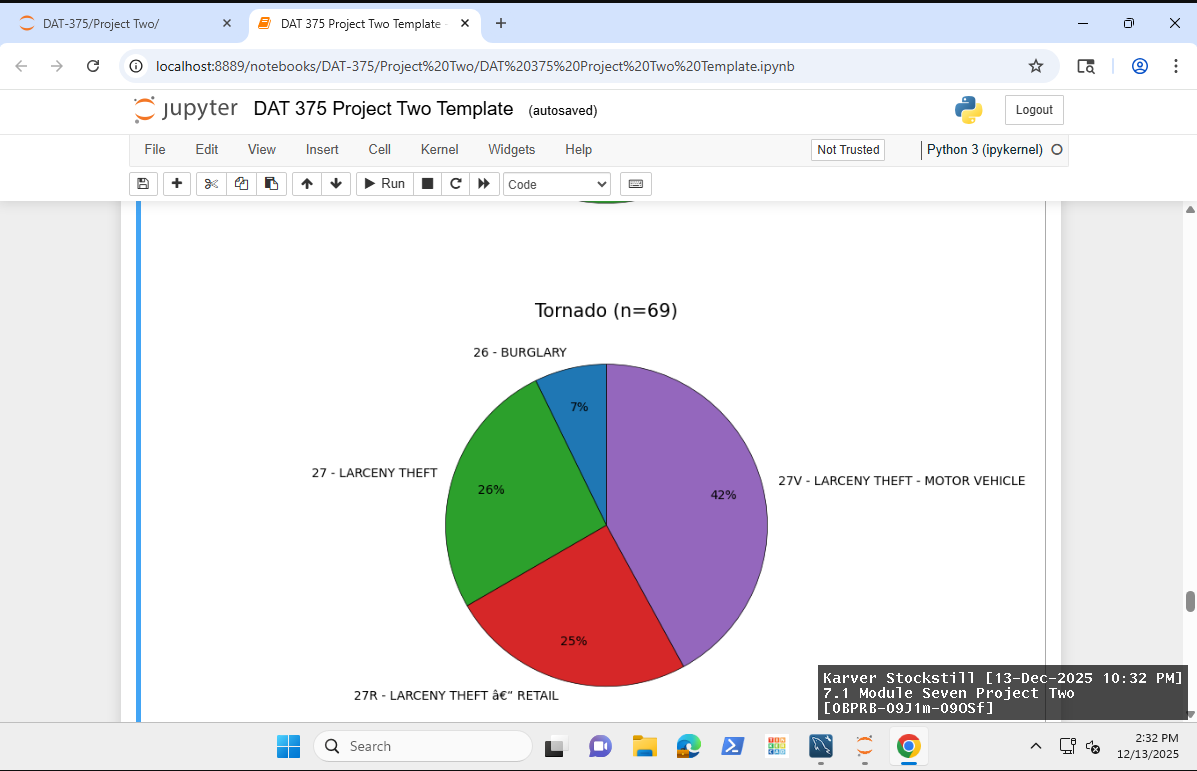 DAT-375/Project Two/
DAT 375 Project Two Template
localhost:8889/notebooks/DAT-375/Project%20Two/DAT%20375%20Project%20Two%20Template.ipynb
jupyter DAT 375 Project Two Template (autosaved)
Logout
File Edit View Insert Cell Kernel Widgets Help
Not Trusted
Python 3 (ipykernel)
Run
Code
Tornado (n=69)
26 - BURGLARY
7%
27 - LARCENY THEFT
27V - LARCENY THEFT - MOTOR VEHICLE
26%
42%
25%
27R - LARCENY THEFT â€“ RETAIL
Karver Stockstill [13-Dec-2025 10:32 PM]
7.1 Module Seven Project Two
[OBPRB-O9J1m-O9OSf]
Search
2:32 PM
12/13/2025